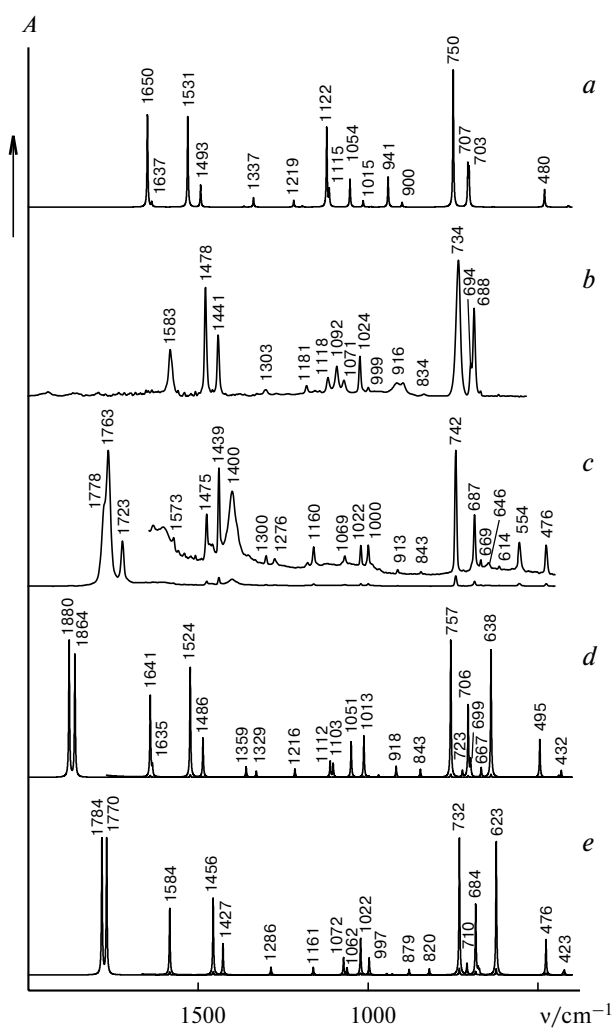 A
a
1650 1637 1531 1493 1337 1219 1122 1115 1054 1015 941 900 750 707 703 480
b
1583 1478 1441 1303 1181 1118 1092 1071 1024 999 916 834 734 694 688
c
1778 1763 1723 1573 1475 1439 1400 1300 1276 1160 1069 1022 1000 913 843 742 687 669 646 614 554 476
d
1880 1864 1641 1635 1524 1486 1359 1329 1216 1112 1103 1051 1013 918 843 757 723 706 699 667 638 495 432
e
1784 1770 1584 1456 1427 1286 1161 1072 1062 1022 997 879 820 732 710 684 623 476 423
1500 1000 ν/cm⁻¹